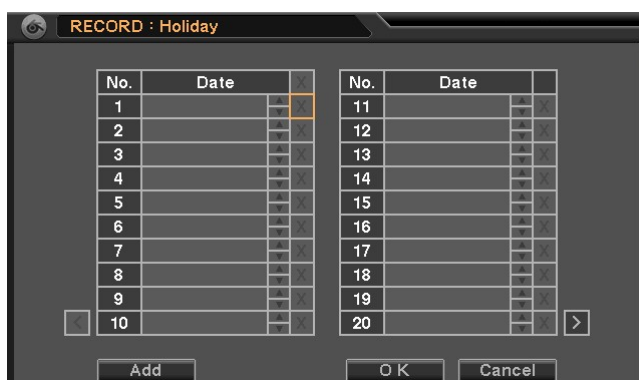 RECORD : Holiday
No. Date X No. Date
1 X 11 X
2 X 12 X
3 X 13 X
4 X 14 X
5 X 15 X
6 X 16 X
7 X 17 X
8 X 18 X
9 X 19 X
< 10 X 20 X >
Add OK Cancel